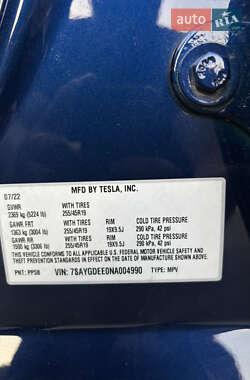 AUTO
RIA
07/22
MFD BY TESLA, INC.
GVWR WITH TIRES
2369 kg (5224 lb) 255/45R19
GAWR FRT WITH TIRES RIM COLD TIRE PRESSURE
1363 kg (3004 lb) 255/45R19 19X9.5J 290 kPa, 42 psi
GAWR RR WITH TIRES RIM COLD TIRE PRESSURE
1500 kg (3306 lb) 255/45R19 19X9.5J 290 kPa, 42 psi
THIS VEHICLE CONFORMS TO ALL APPLICABLE U.S. FEDERAL MOTOR VEHICLE SAFETY
AND THEFT PREVENTION STANDARDS IN EFFECT ON THE DATE OF MANUFACTURE
SHOWN ABOVE.
PNT: PPSB VIN: 7SAYGDEE0NA004990 TYPE: MPV